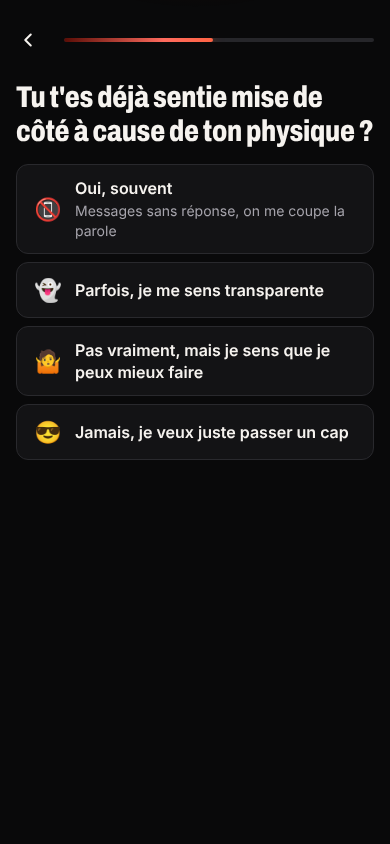 Tu t'es déjà sentie mise de
côté à cause de ton physique ?
Oui, souvent
Messages sans réponse, on me coupe la
parole
Parfois, je me sens transparente
Pas vraiment, mais je sens que je
peux mieux faire
Jamais, je veux juste passer un cap